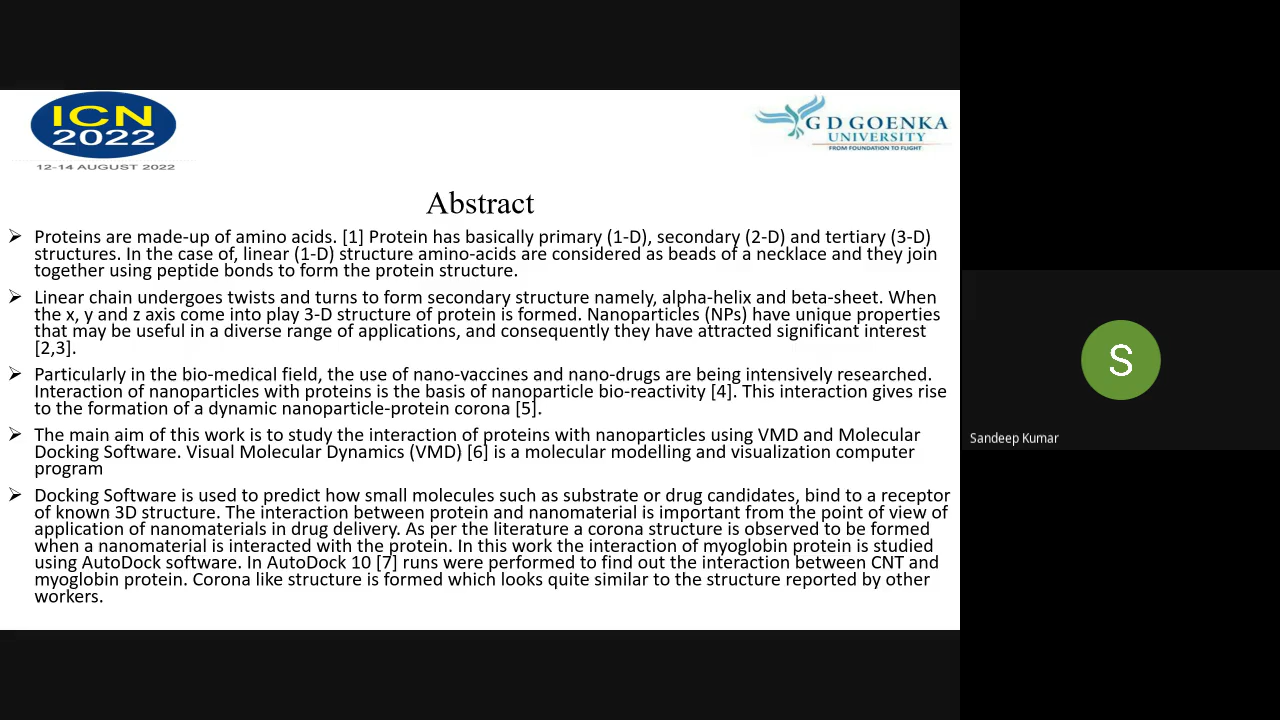 ICN
2022
12-14 AUGUST 2022
G D GOENKA
UNIVERSITY
FROM FOUNDATION TO FLIGHT
Abstract
➢ Proteins are made-up of amino acids. [1] Protein has basically primary (1-D), secondary (2-D) and tertiary (3-D)
structures. In the case of, linear (1-D) structure amino-acids are considered as beads of a necklace and they join
together using peptide bonds to form the protein structure.
➢ Linear chain undergoes twists and turns to form secondary structure namely, alpha-helix and beta-sheet. When
the x, y and z axis come into play 3-D structure of protein is formed. Nanoparticles (NPs) have unique properties
that may be useful in a diverse range of applications, and consequently they have attracted significant interest
[2,3].
➢ Particularly in the bio-medical field, the use of nano-vaccines and nano-drugs are being intensively researched.
Interaction of nanoparticles with proteins is the basis of nanoparticle bio-reactivity [4]. This interaction gives rise
to the formation of a dynamic nanoparticle-protein corona [5].
➢ The main aim of this work is to study the interaction of proteins with nanoparticles using VMD and Molecular
Docking Software. Visual Molecular Dynamics (VMD) [6] is a molecular modelling and visualization computer
program
➢ Docking Software is used to predict how small molecules such as substrate or drug candidates, bind to a receptor
of known 3D structure. The interaction between protein and nanomaterial is important from the point of view of
application of nanomaterials in drug delivery. As per the literature a corona structure is observed to be formed
when a nanomaterial is interacted with the protein. In this work the interaction of myoglobin protein is studied
using AutoDock software. In AutoDock 10 [7] runs were performed to find out the interaction between CNT and
myoglobin protein. Corona like structure is formed which looks quite similar to the structure reported by other
workers.
S
Sandeep Kumar